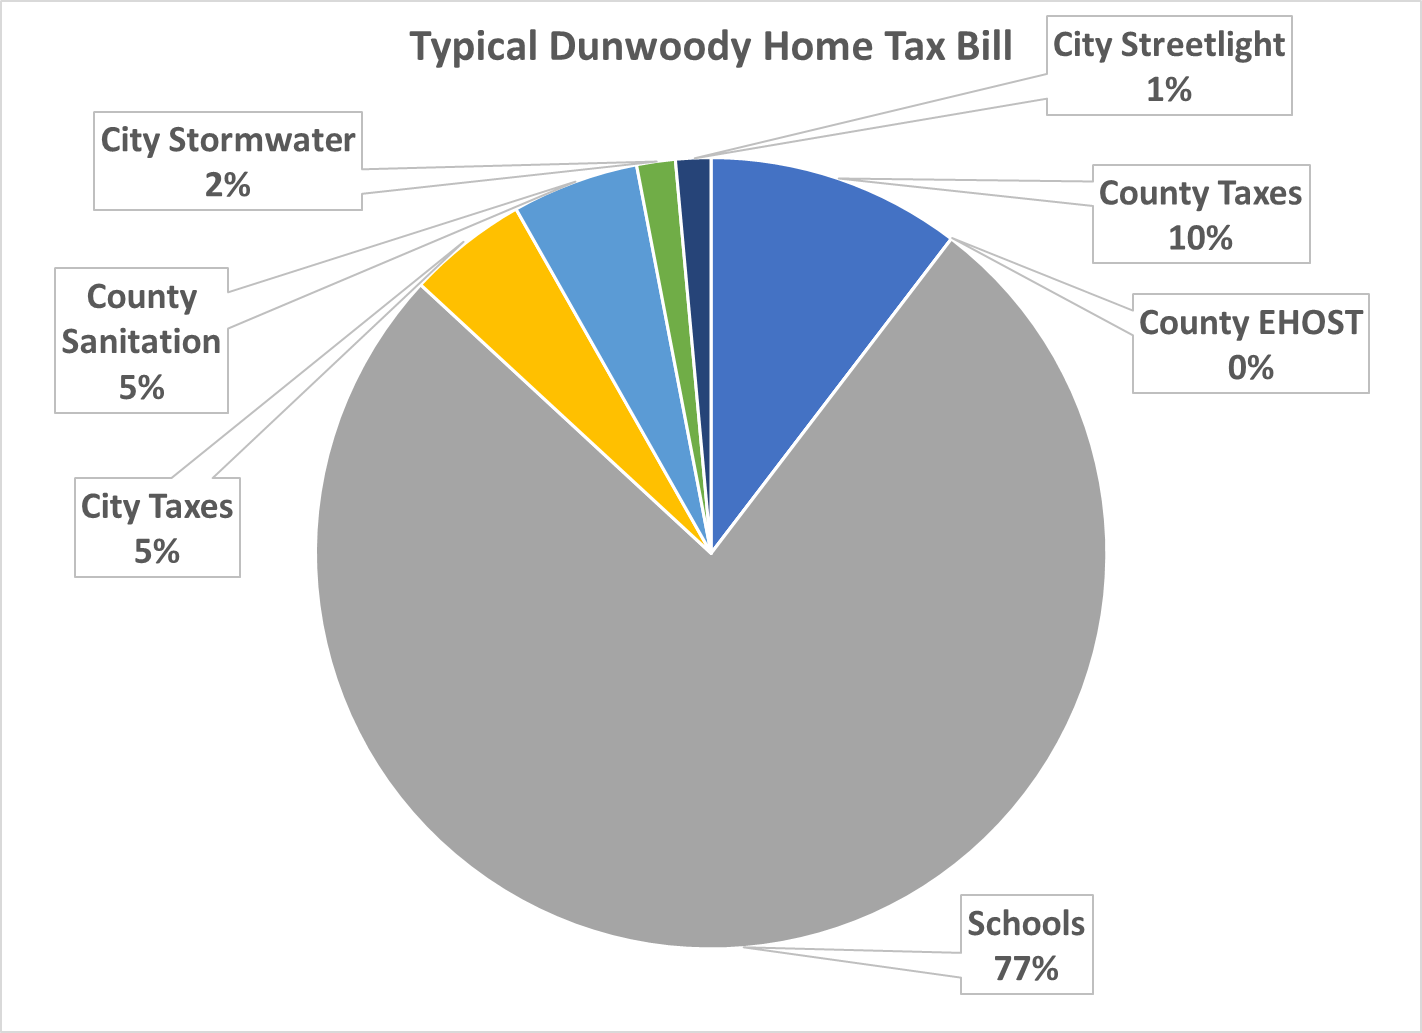 Typical Dunwoody Home Tax Bill
City Streetlight
1%
City Stormwater
2%
County Taxes
10%
County
Sanitation
5%
County EHOST
0%
City Taxes
5%
Schools
77%